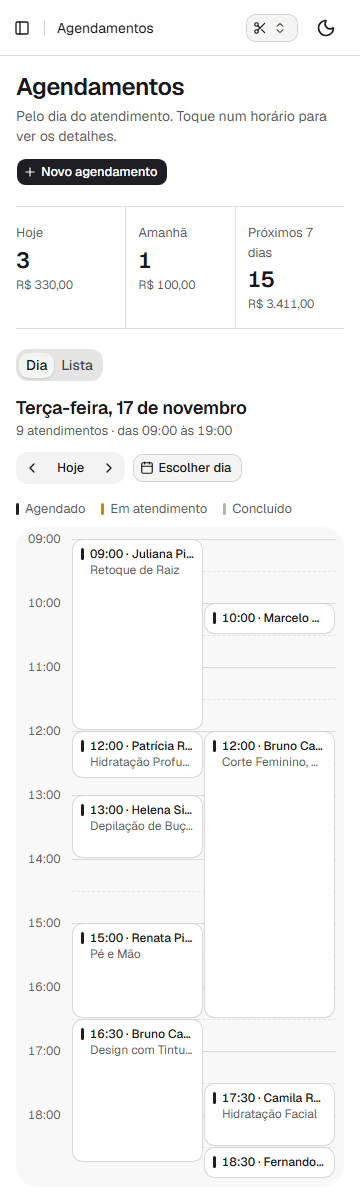 Agendamentos
Agendamentos
Pelo dia do atendimento. Toque num horário para
ver os detalhes.
+ Novo agendamento
Hoje
3
R$ 330,00
Amanhã
1
R$ 100,00
Próximos 7
dias
15
R$ 3.411,00
Dia
Lista
Terça-feira, 17 de novembro
9 atendimentos · das 09:00 às 19:00
Hoje
Escolher dia
Agendado
Em atendimento
Concluído
09:00
09:00 · Juliana Pi...
Retoque de Raiz
10:00
10:00 · Marcelo ...
11:00
12:00
12:00 · Patrícia R...
Hidratação Profu...
12:00 · Bruno Ca...
Corte Feminino, ...
13:00
13:00 · Helena Si...
Depilação de Buç...
14:00
15:00
15:00 · Renata Pi...
Pé e Mão
16:00
16:30 · Bruno Ca...
Design com Tintu...
17:00
17:30 · Camila R...
Hidratação Facial
18:00
18:30 · Fernando...